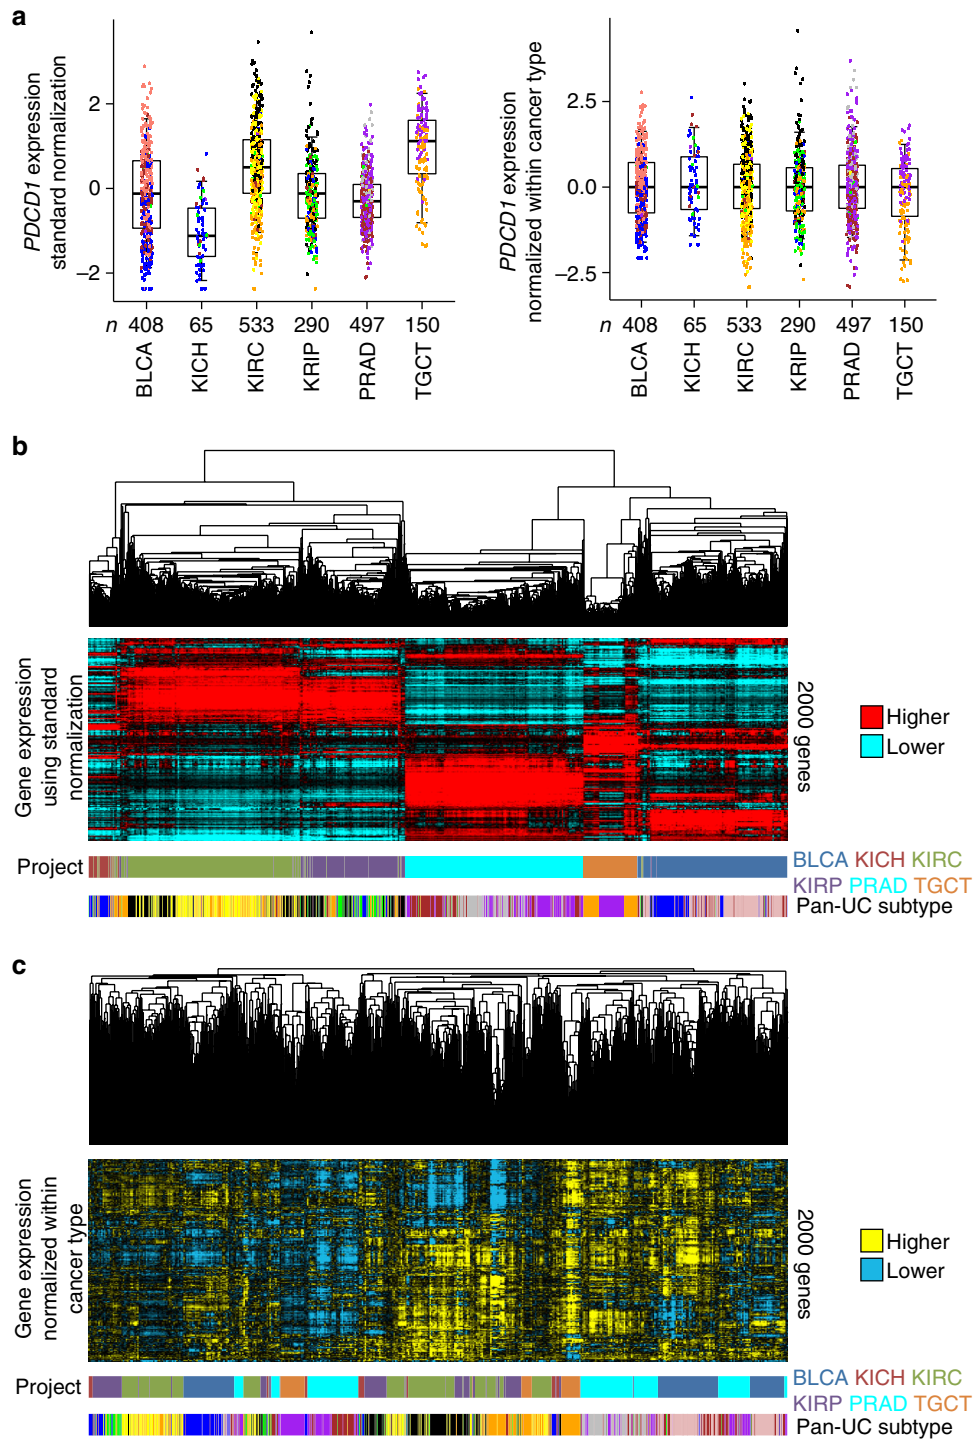 a
PDCD1 expression
standard normalization
2
0
−2
n 408 65 533 290 497 150
BLCA
KICH
KIRC
KRIP
PRAD
TGCT
PDCD1 expression
normalized within cancer type
2.5
0.0
−2.5
n 408 65 533 290 497 150
BLCA
KICH
KIRC
KRIP
PRAD
TGCT
b
Gene expression
using standard
normalization
2000 genes
Higher
Lower
Project
BLCA KICH KIRC
KIRP PRAD TGCT
Pan-UC subtype
c
Gene expression
normalized within
cancer type
2000 genes
Higher
Lower
Project
BLCA KICH KIRC
KIRP PRAD TGCT
Pan-UC subtype